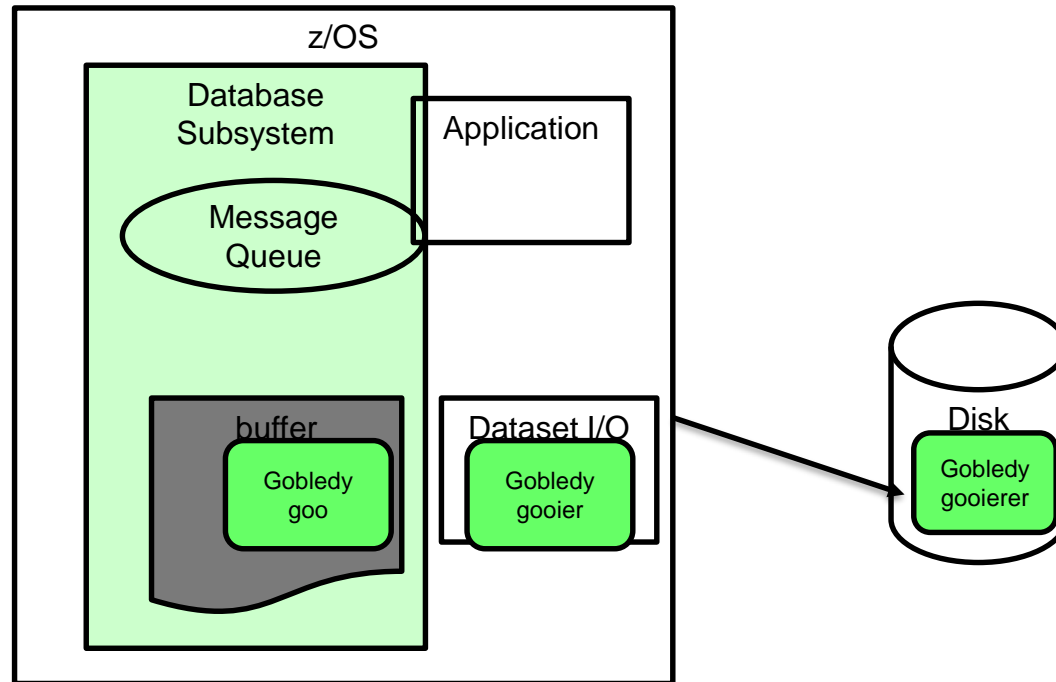 z/OS
Database
Subsystem
Application
Message
Queue
buffer
Dataset I/O
Disk
Gobledy
goo
Gobledy
gooier
Gobledy
gooierer